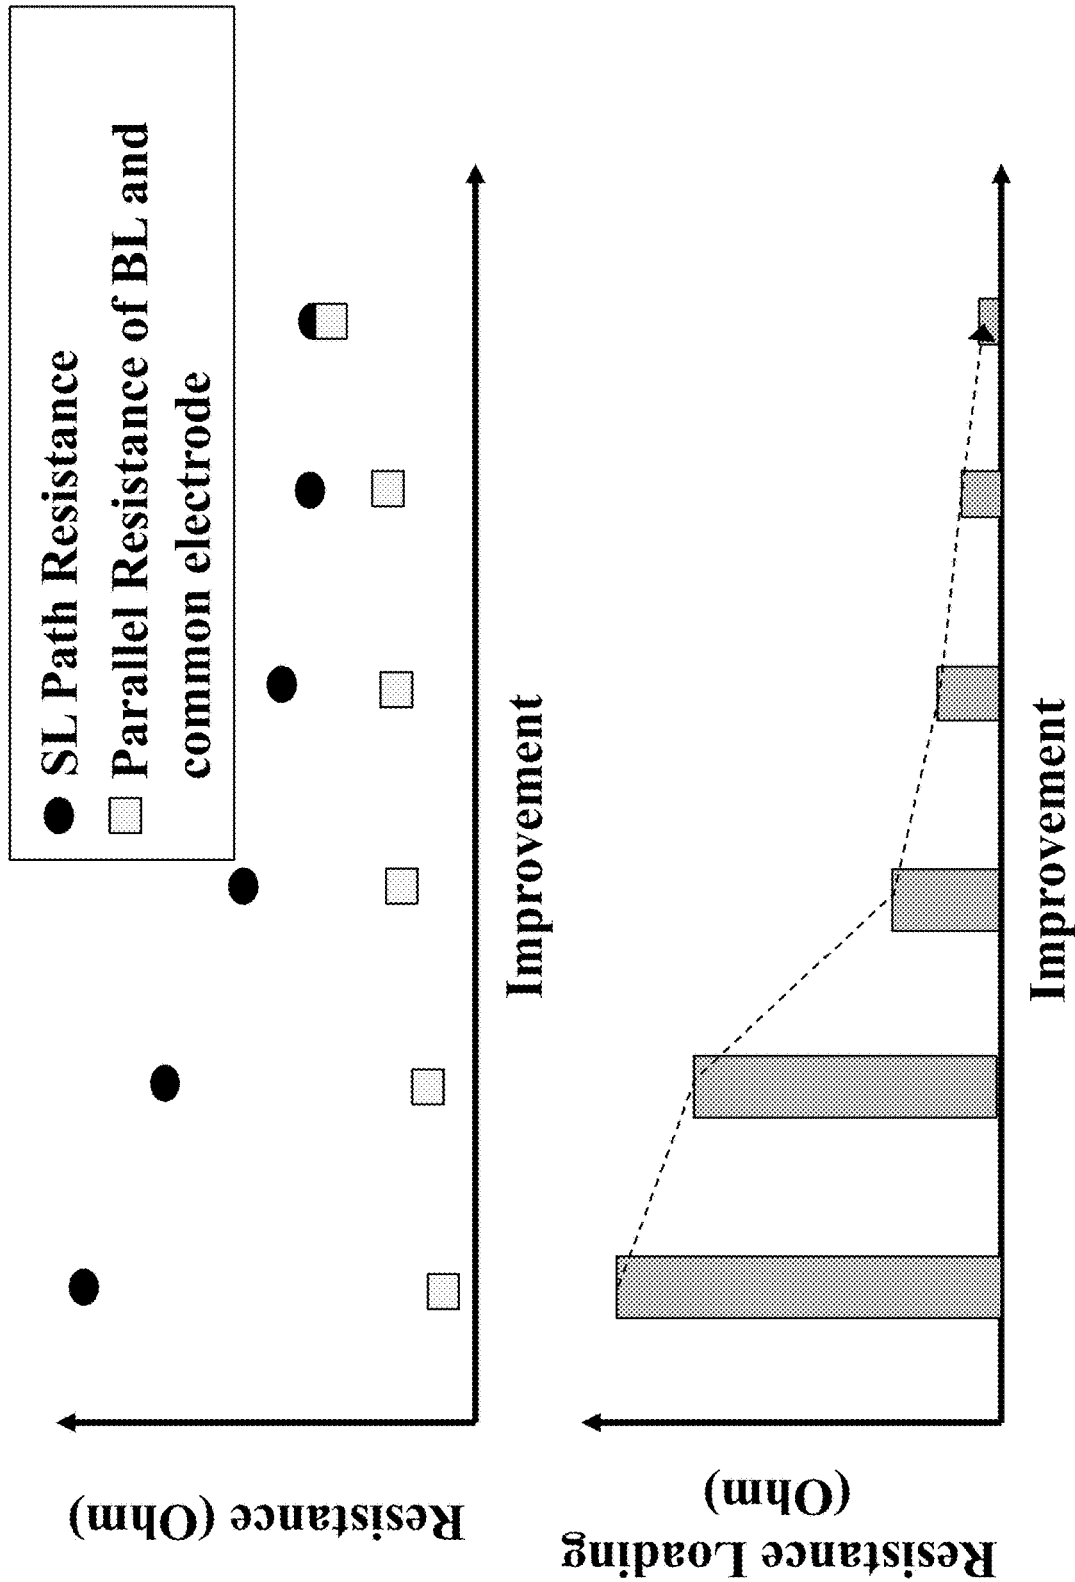 SL Path Resistance
Parallel Resistance of BL and
common electrode
Resistance (Ohm)
Improvement
Resistance Loading
(Ohm)
Improvement